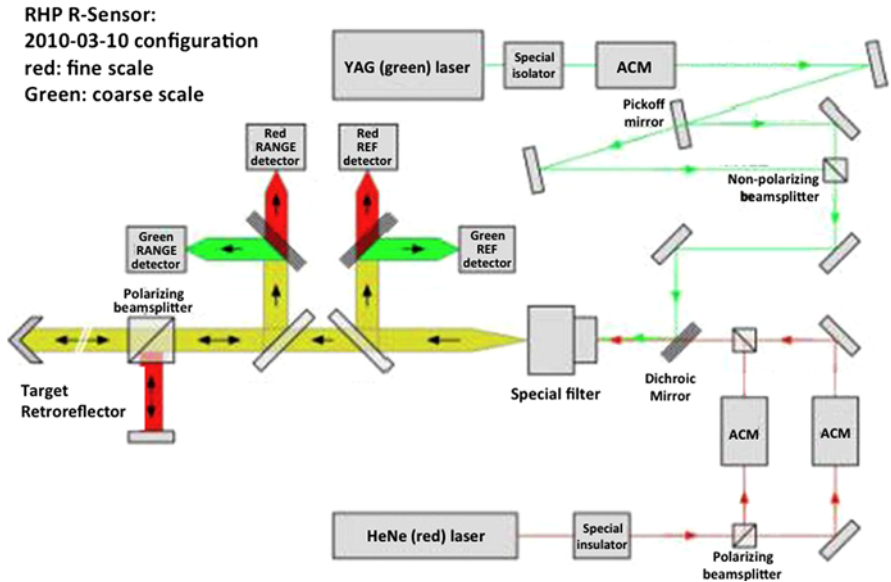 RHP R-Sensor:
2010-03-10 configuration
red: fine scale
Green: coarse scale
YAG (green) laser
Special
isolator
ACM
Pickoff
mirror
Non-polarizing
beamsplitter
Red
RANGE
detector
Red
REF
detector
Green
RANGE
detector
Green
REF
detector
Polarizing
beamsplitter
Target
Retroreflector
Special filter
Dichroic
Mirror
ACM
ACM
HeNe (red) laser
Special
insulator
Polarizing
beamsplitter